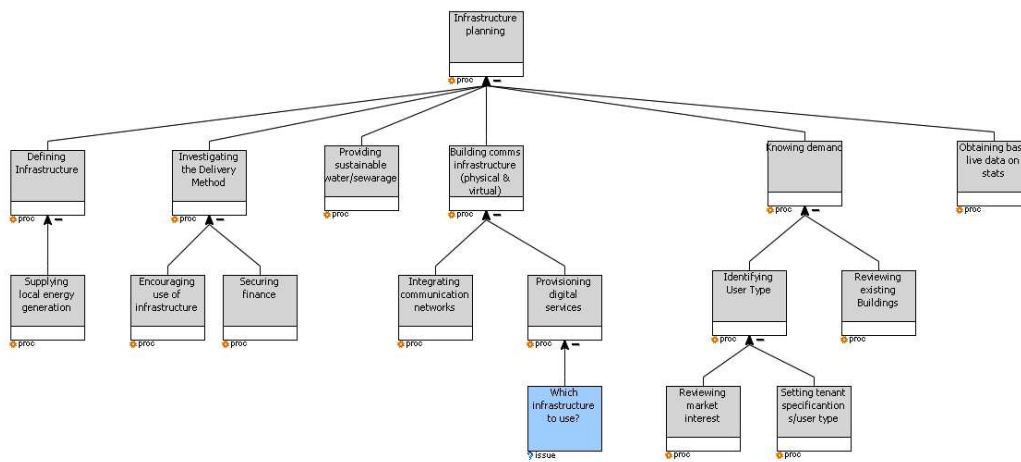 Infrastructure
planning
proc
Defining
Infrastructure
proc
Investigating
the Delivery
Method
proc
Providing
sustainable
water/sewarage
proc
Building comms
infrastructure
(physical &
virtual)
proc
Knowing demand
proc
Obtaining base
live data on
stats
proc
Supplying
local energy
generation
proc
Encouraging
use of
infrastructure
proc
Securing
finance
proc
Integrating
communication
networks
proc
Provisioning
digital
services
proc
Identifying
User Type
proc
Reviewing
existing
Buildings
proc
Which
infrastructure
to use?
? issue
Reviewing
market
interest
proc
Setting tenant
specificantion
s/user type
proc